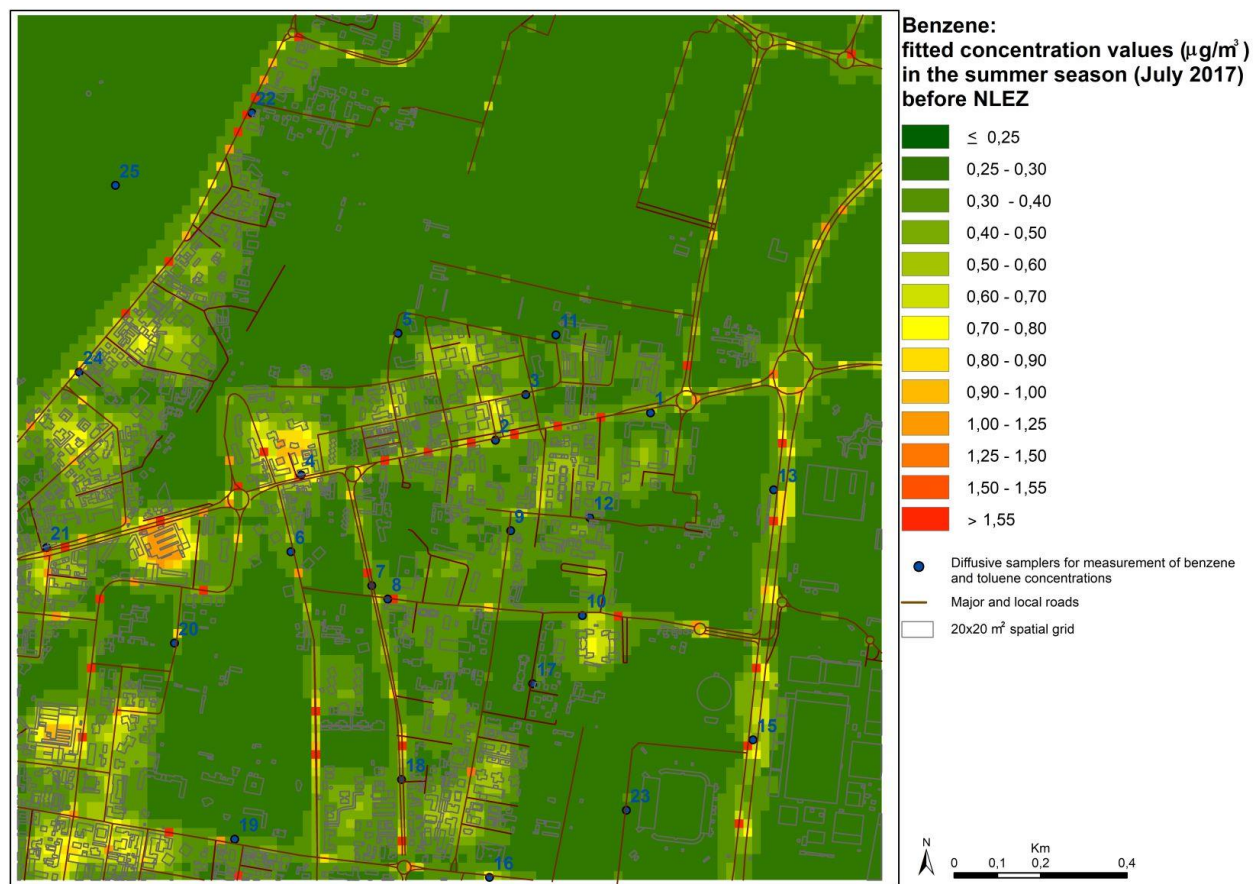 Benzene:
fitted concentration values (µg/m³)
in the summer season (July 2017)
before NLEZ
≤ 0,25
0,25 - 0,30
0,30 - 0,40
0,40 - 0,50
0,50 - 0,60
0,60 - 0,70
0,70 - 0,80
0,80 - 0,90
0,90 - 1,00
1,00 - 1,25
1,25 - 1,50
1,50 - 1,55
> 1,55
Diffusive samplers for measurement of benzene
and toluene concentrations
Major and local roads
20x20 m² spatial grid
22
25
5
11
24
3
1
2
4
13
12
9
21
6
7
8
10
20
17
15
18
23
19
16
N
Km
0 0,1 0,2 0,4